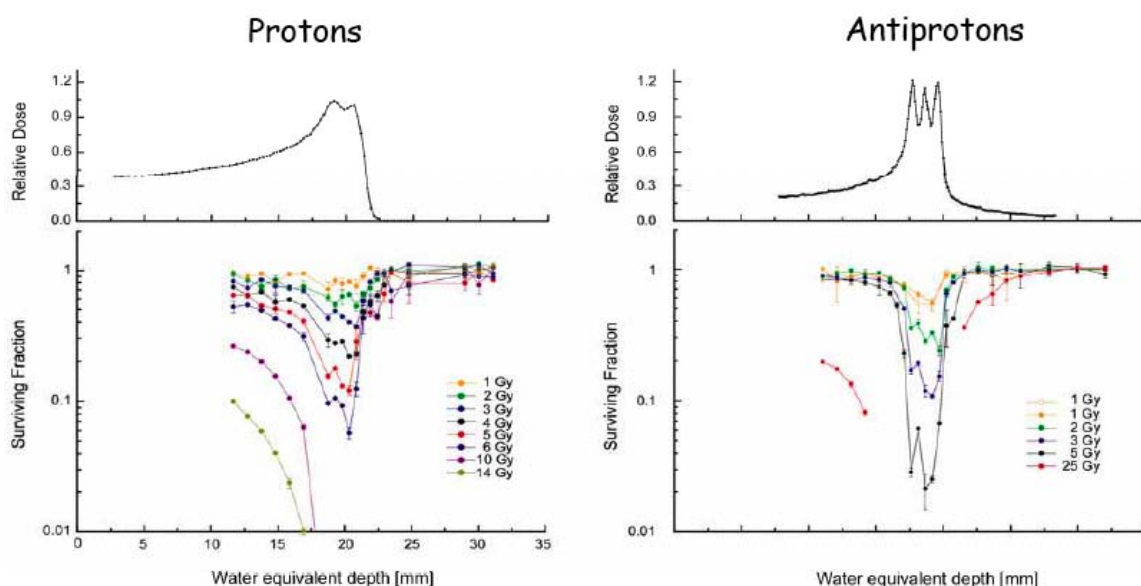 Protons
Antiprotons
Relative Dose
1.2
0.9
0.6
0.3
0.0
Relative Dose
1.2
0.9
0.6
0.3
0.0
Surviving Fraction
1
0.1
0.01
1 Gy
2 Gy
3 Gy
4 Gy
5 Gy
6 Gy
10 Gy
14 Gy
0 5 10 15 20 25 30 35
Water equivalent depth [mm]
Surviving Fraction
1
0.1
0.01
1 Gy
1 Gy
2 Gy
3 Gy
5 Gy
25 Gy
Water equivalent depth [mm]